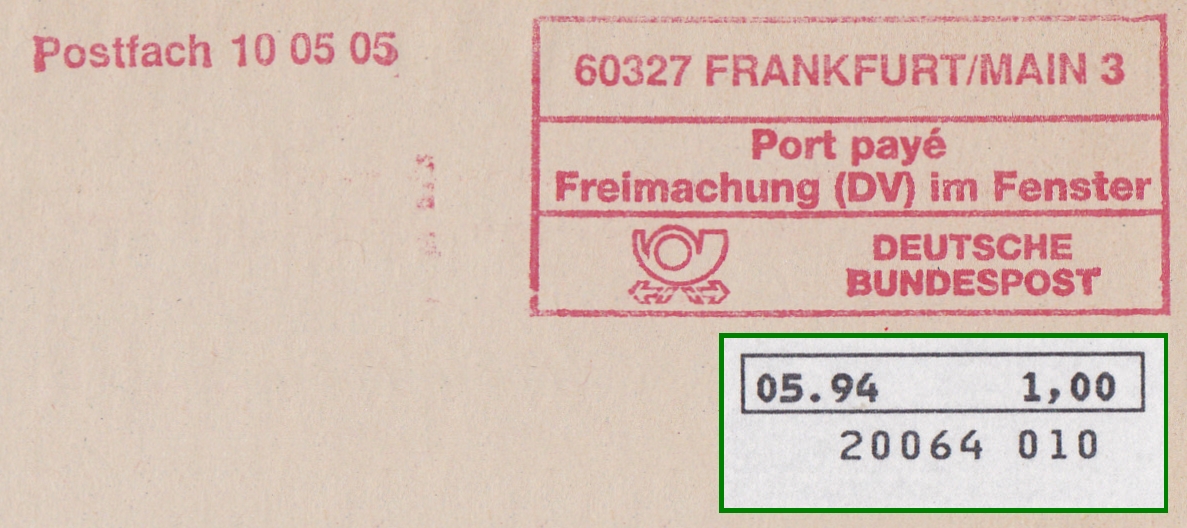 Postfach 10 05 05
60327 FRANKFURT/MAIN 3
Port payé
Freimachung (DV) im Fenster
DEUTSCHE
BUNDESPOST
05.94 1,00
20064 010